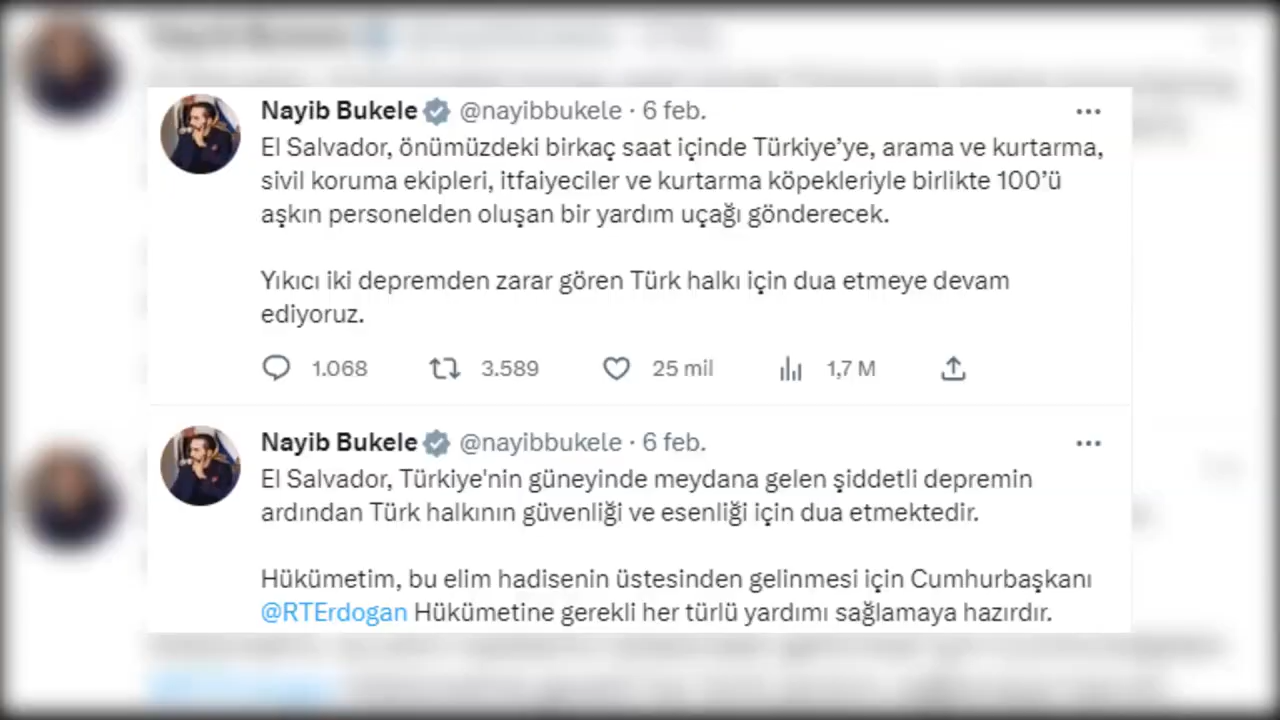 Nayib Bukele @nayibbukele · 6 feb.
El Salvador, önümüzdeki birkaç saat içinde Türkiye’ye, arama ve kurtarma,
sivil koruma ekipleri, itfaiyeciler ve kurtarma köpekleriyle birlikte 100’ü
aşkın personelden oluşan bir yardım uçağı gönderecek.
Yıkıcı iki depremden zarar gören Türk halkı için dua etmeye devam
ediyoruz.
1.068 3.589 25 mil 1,7 M
Nayib Bukele @nayibbukele · 6 feb.
El Salvador, Türkiye'nin güneyinde meydana gelen şiddetli depremin
ardından Türk halkının güvenliği ve esenliği için dua etmektedir.
Hükümetim, bu elim hadisenin üstesinden gelinmesi için Cumhurbaşkanı
@RTErdogan Hükümetine gerekli her türlü yardımı sağlamaya hazırdır.